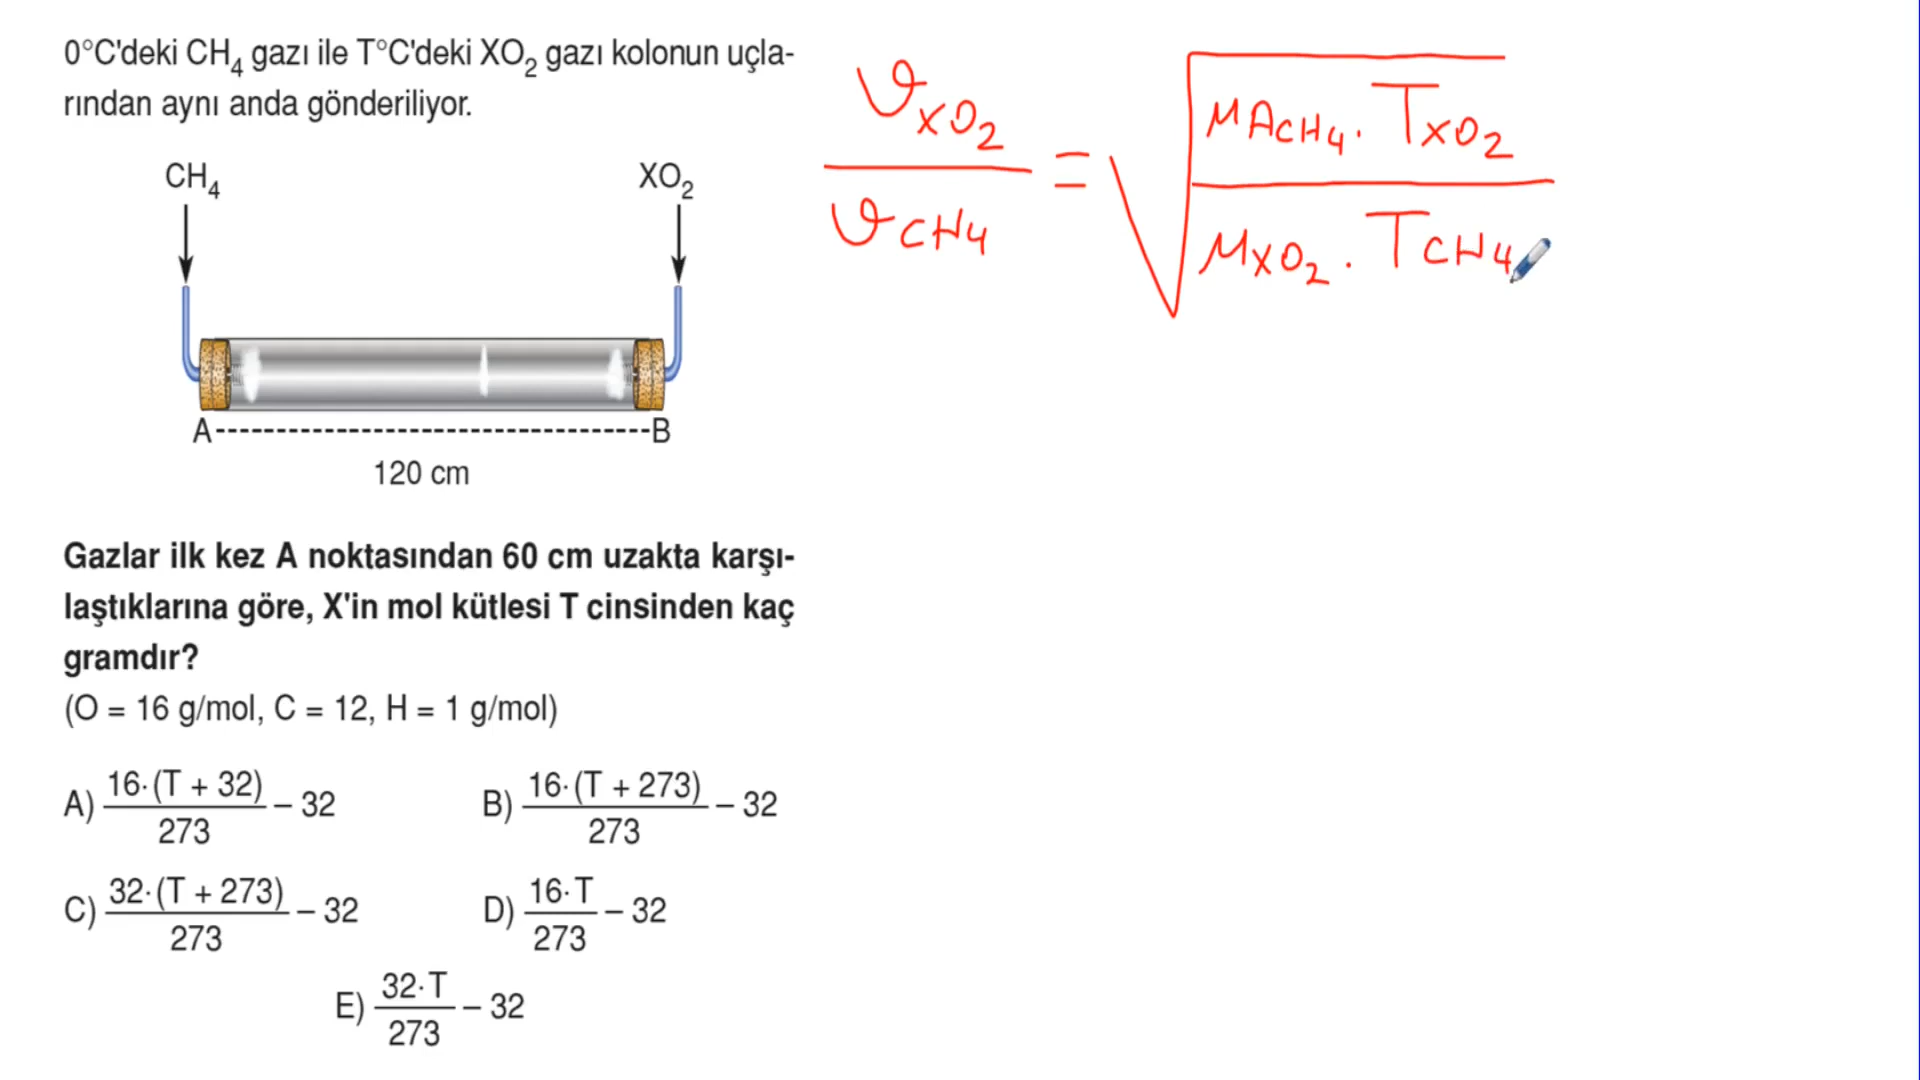 0°C'deki CH₄ gazı ile T°C'deki XO₂ gazı kolonun uçla-
rından aynı anda gönderiliyor.
CH₄ XO₂
A B
120 cm
Gazlar ilk kez A noktasından 60 cm uzakta karşı-
laştıklarına göre, X'in mol kütlesi T cinsinden kaç
gramdır?
(O = 16 g/mol, C = 12, H = 1 g/mol)
A) 16·(T + 32)/273 – 32 B) 16·(T + 273)/273 – 32
C) 32·(T + 273)/273 – 32 D) 16·T/273 – 32
E) 32·T/273 – 32
ϑXO₂/ϑCH₄ = √(MACH₄.TXO₂/MXO₂.TCH₄)